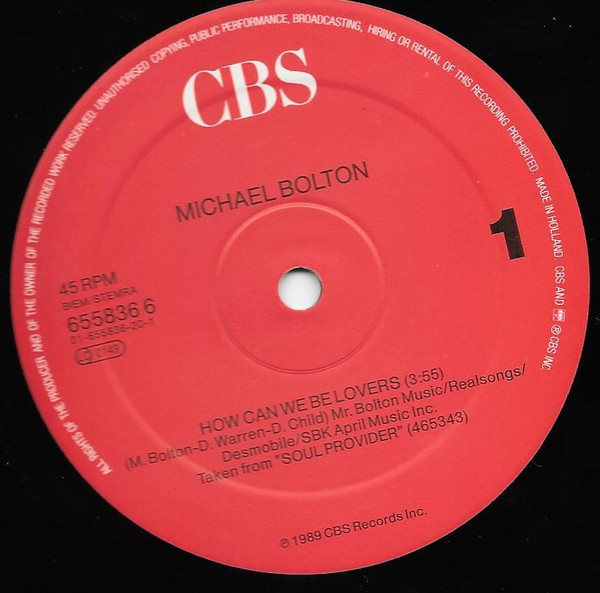 ALL RIGHTS OF THE PRODUCER AND OF THE OWNER OF THE RECORDED WORK RESERVED. UNAUTHORISED COPYING, PUBLIC PERFORMANCE, BROADCASTING, HIRING OR RENTAL OF THIS RECORDING PROHIBITED. MADE IN HOLLAND. CBS AND ® CBS INC.
CBS
MICHAEL BOLTON
1
45 RPM
BIEM/STEMRA
655836 6
01-655836-20-1
LC 0149
HOW CAN WE BE LOVERS (3:55)
(M. Bolton-D. Warren-D. Child) Mr. Bolton Music/Realsongs/
Desmobile/SBK April Music Inc.
Taken from "SOUL PROVIDER" (465343)
℗ 1989 CBS Records Inc.